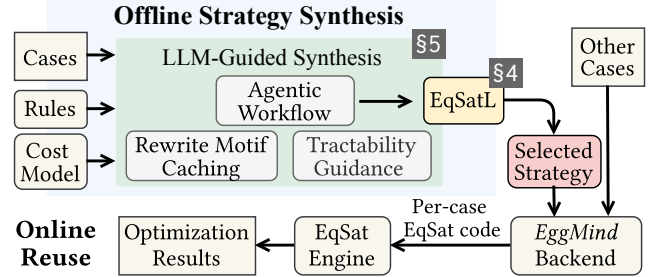 Offline Strategy Synthesis
§5
LLM-Guided Synthesis
Cases
Rules
Cost
Model
Agentic
Workflow
Rewrite Motif
Caching
Tractability
Guidance
§4
EqSatL
Other
Cases
Selected
Strategy
Online
Reuse
Optimization
Results
EqSat
Engine
Per-case
EqSat code
EggMind
Backend